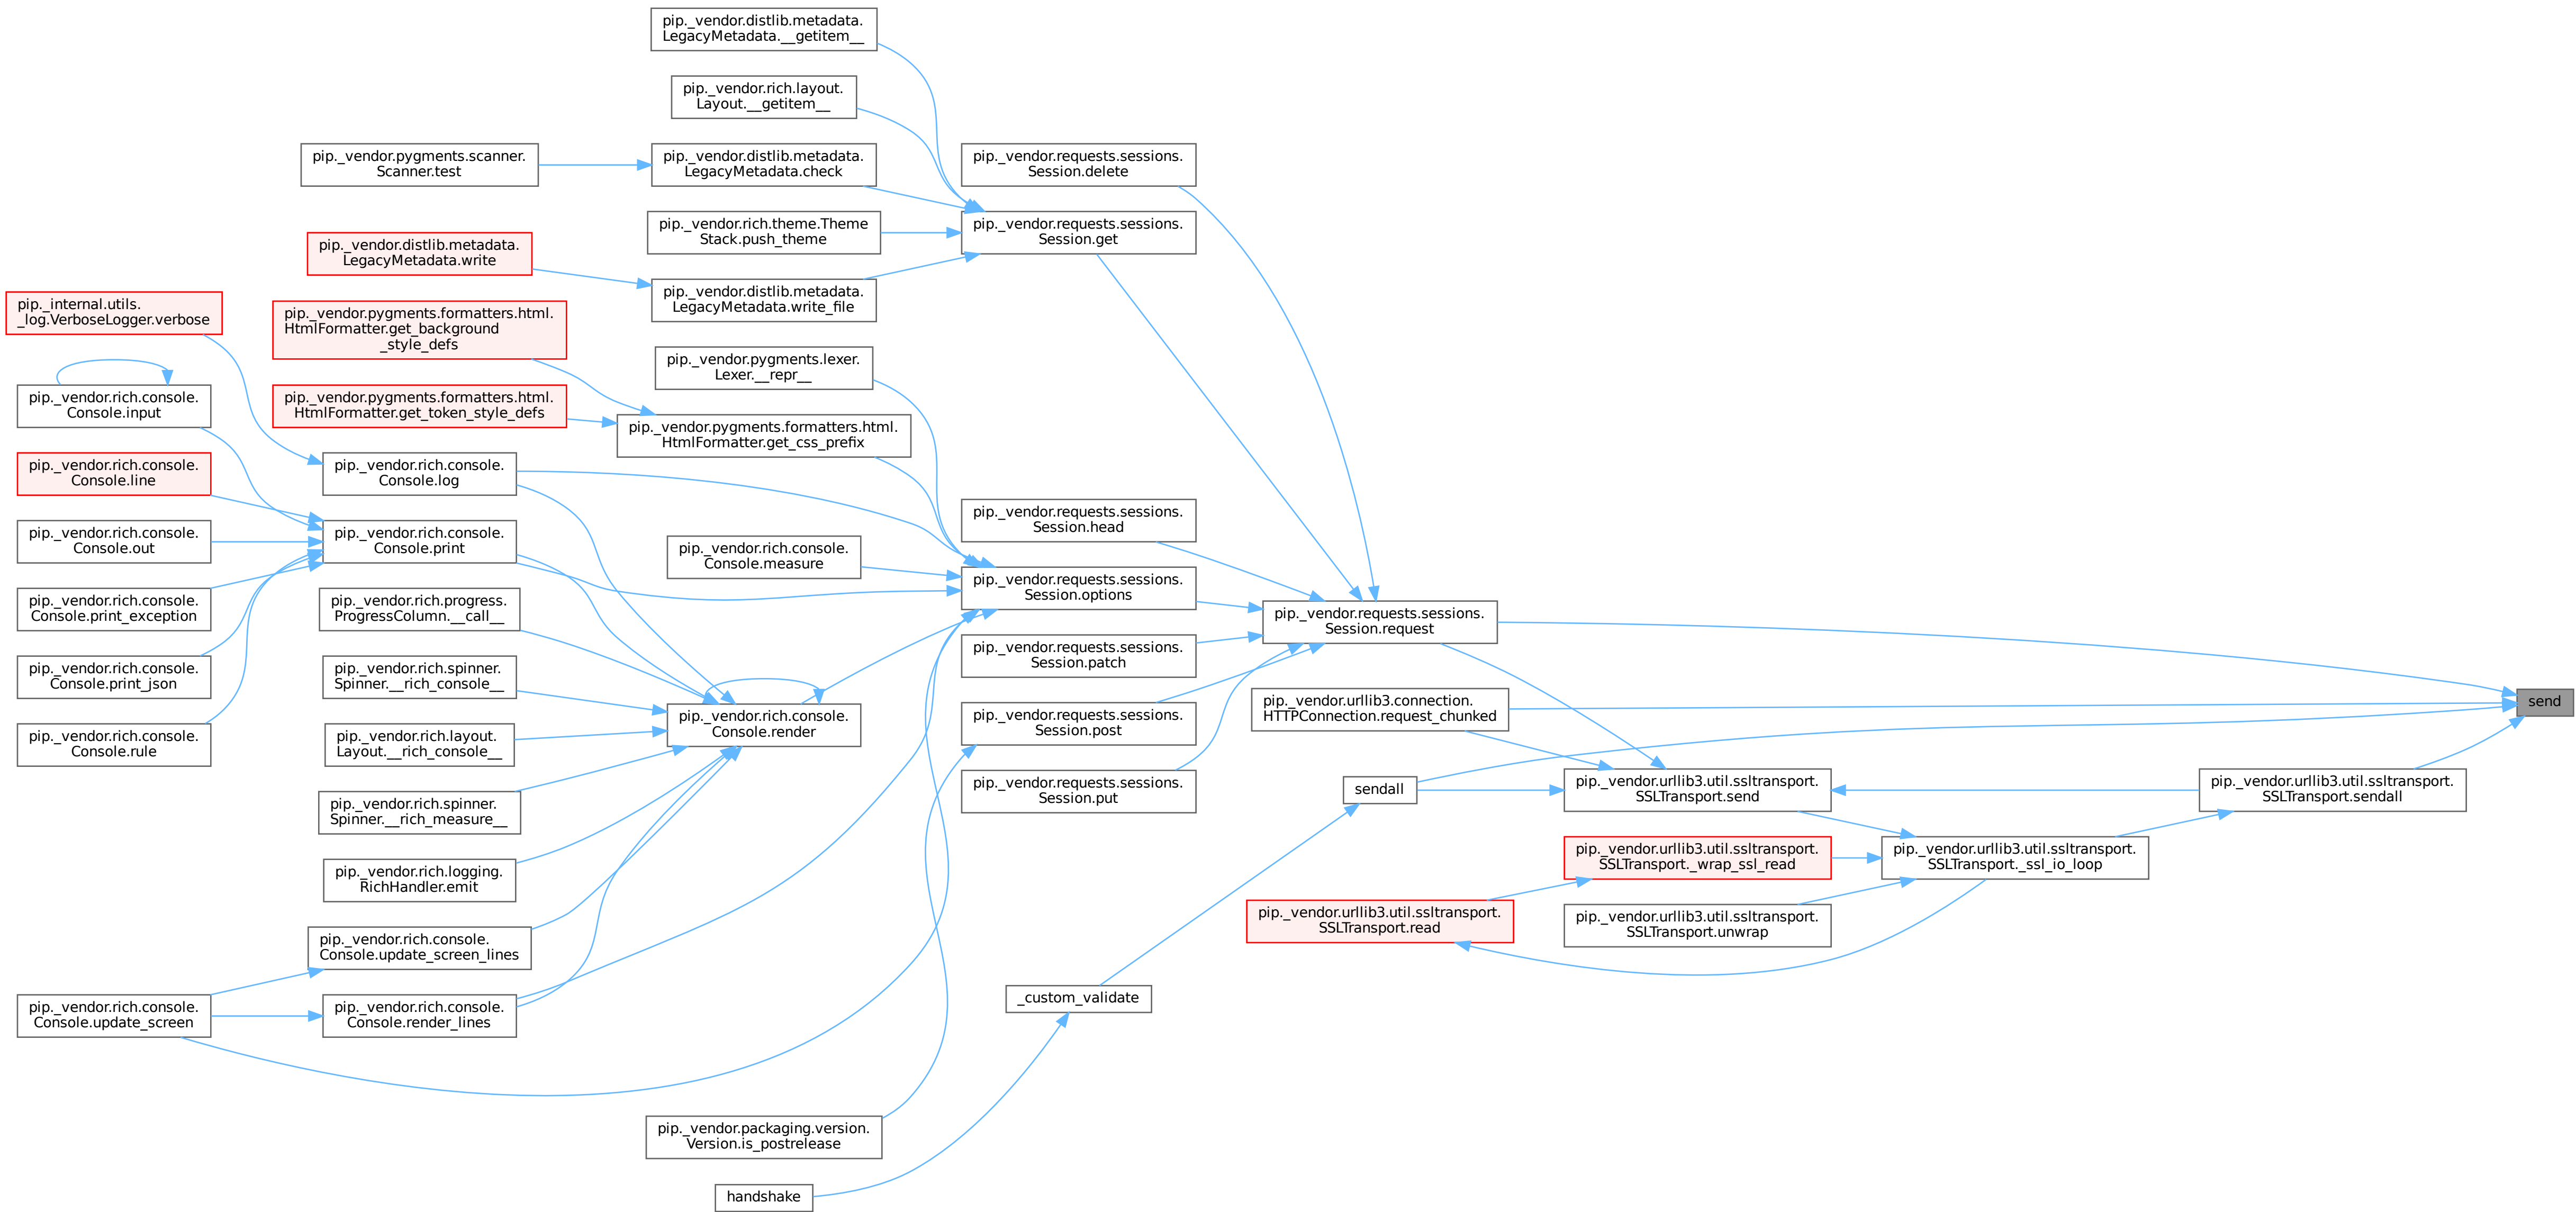 pip._vendor.distlib.metadata.
LegacyMetadata.__getitem__
pip._vendor.rich.layout.
Layout.__getitem__
pip._vendor.pygments.scanner.
Scanner.test
pip._vendor.distlib.metadata.
LegacyMetadata.check
pip._vendor.requests.sessions.
Session.delete
pip._vendor.rich.theme.Theme
Stack.push_theme
pip._vendor.requests.sessions.
Session.get
pip._vendor.distlib.metadata.
LegacyMetadata.write
pip._vendor.distlib.metadata.
LegacyMetadata.write_file
pip._internal.utils.
_log.VerboseLogger.verbose
pip._vendor.pygments.formatters.html.
HtmlFormatter.get_background
_style_defs
pip._vendor.pygments.lexer.
Lexer.__repr__
pip._vendor.rich.console.
Console.input
pip._vendor.pygments.formatters.html.
HtmlFormatter.get_token_style_defs
pip._vendor.pygments.formatters.html.
HtmlFormatter.get_css_prefix
pip._vendor.rich.console.
Console.line
pip._vendor.rich.console.
Console.log
pip._vendor.requests.sessions.
Session.head
pip._vendor.rich.console.
Console.out
pip._vendor.rich.console.
Console.print
pip._vendor.rich.console.
Console.measure
pip._vendor.requests.sessions.
Session.options
pip._vendor.rich.console.
Console.print_exception
pip._vendor.rich.progress.
ProgressColumn.__call__
pip._vendor.requests.sessions.
Session.request
pip._vendor.requests.sessions.
Session.patch
pip._vendor.rich.console.
Console.print_json
pip._vendor.rich.spinner.
Spinner.__rich_console__
send
pip._vendor.rich.console.
Console.rule
pip._vendor.rich.layout.
Layout.__rich_console__
pip._vendor.rich.console.
Console.render
pip._vendor.requests.sessions.
Session.post
pip._vendor.urllib3.connection.
HTTPConnection.request_chunked
pip._vendor.rich.spinner.
Spinner.__rich_measure__
pip._vendor.requests.sessions.
Session.put
sendall
pip._vendor.urllib3.util.ssltransport.
SSLTransport.send
pip._vendor.urllib3.util.ssltransport.
SSLTransport.sendall
pip._vendor.rich.logging.
RichHandler.emit
pip._vendor.urllib3.util.ssltransport.
SSLTransport._wrap_ssl_read
pip._vendor.urllib3.util.ssltransport.
SSLTransport._ssl_io_loop
pip._vendor.urllib3.util.ssltransport.
SSLTransport.read
pip._vendor.urllib3.util.ssltransport.
SSLTransport.unwrap
pip._vendor.rich.console.
Console.update_screen_lines
pip._vendor.rich.console.
Console.update_screen
pip._vendor.rich.console.
Console.render_lines
_custom_validate
pip._vendor.packaging.version.
Version.is_postrelease
handshake